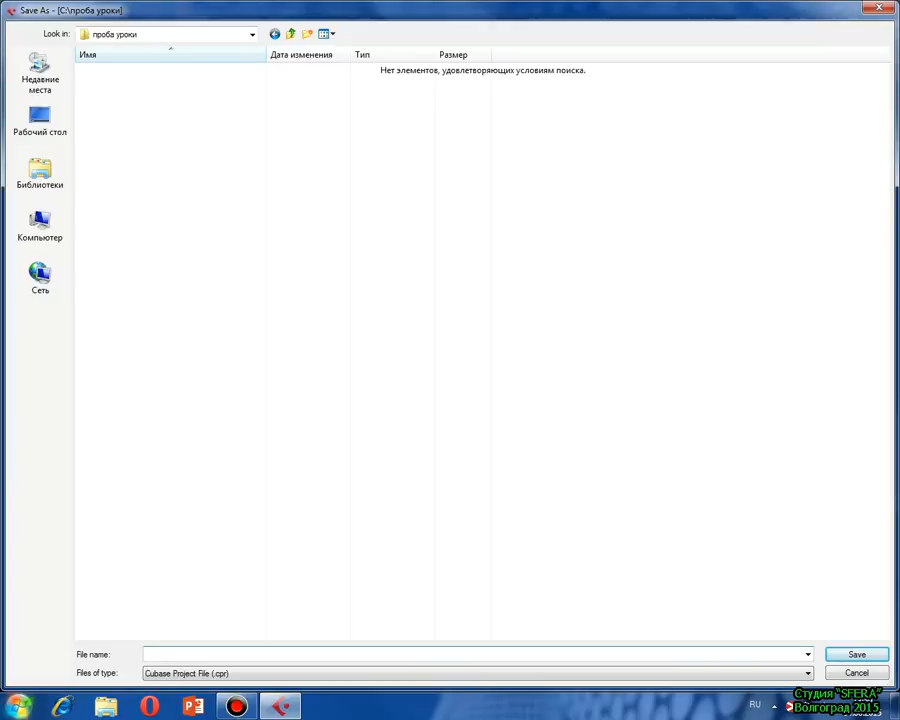 Save As - [C:\проба уроки]
Look in:
проба уроки
Имя
Дата изменения
Тип
Размер
Нет элементов, удовлетворяющих условиям поиска.
Недавние
места
Рабочий стол
Библиотеки
Компьютер
Сеть
File name:
Save
Files of type:
Cubase Project File (.cpr)
Cancel
RU
Студия "SFERA"
Волгоград 2015